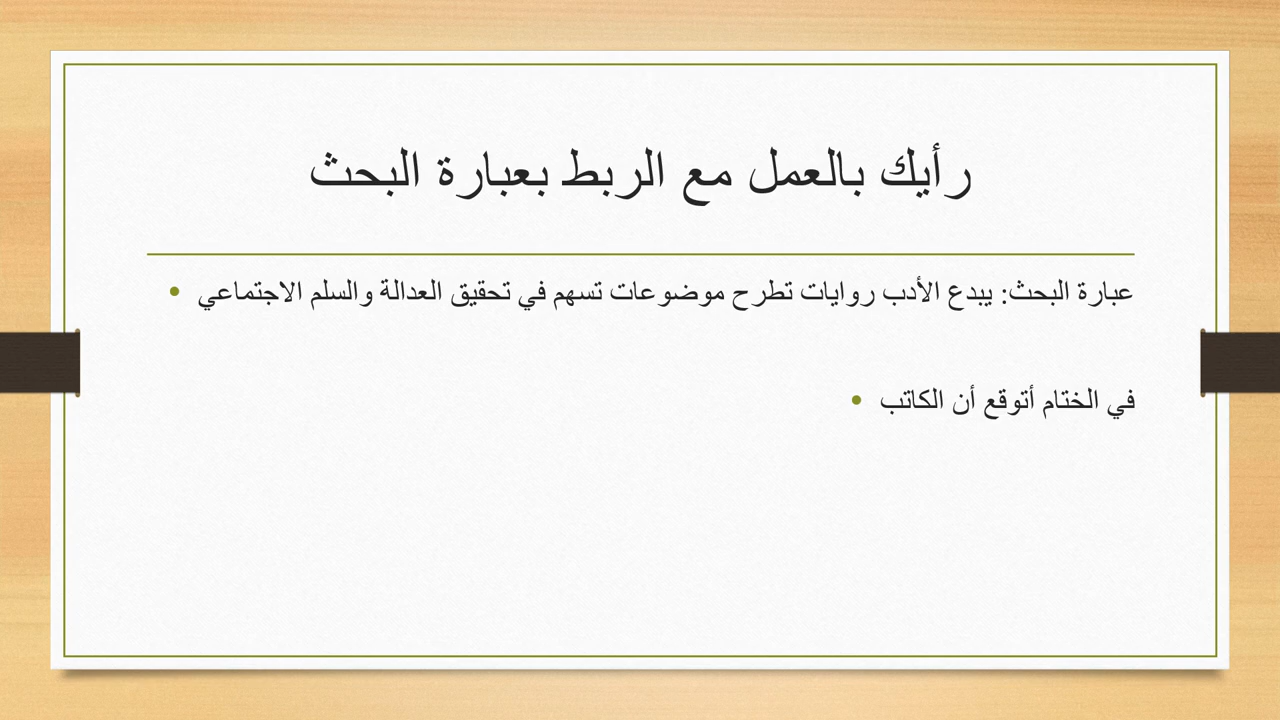 رأيك بالعمل مع الربط بعبارة البحث
عبارة البحث: يبدع الأدب روايات تطرح موضوعات تسهم في تحقيق العدالة والسلم الاجتماعي •
في الختام أتوقع أن الكاتب •